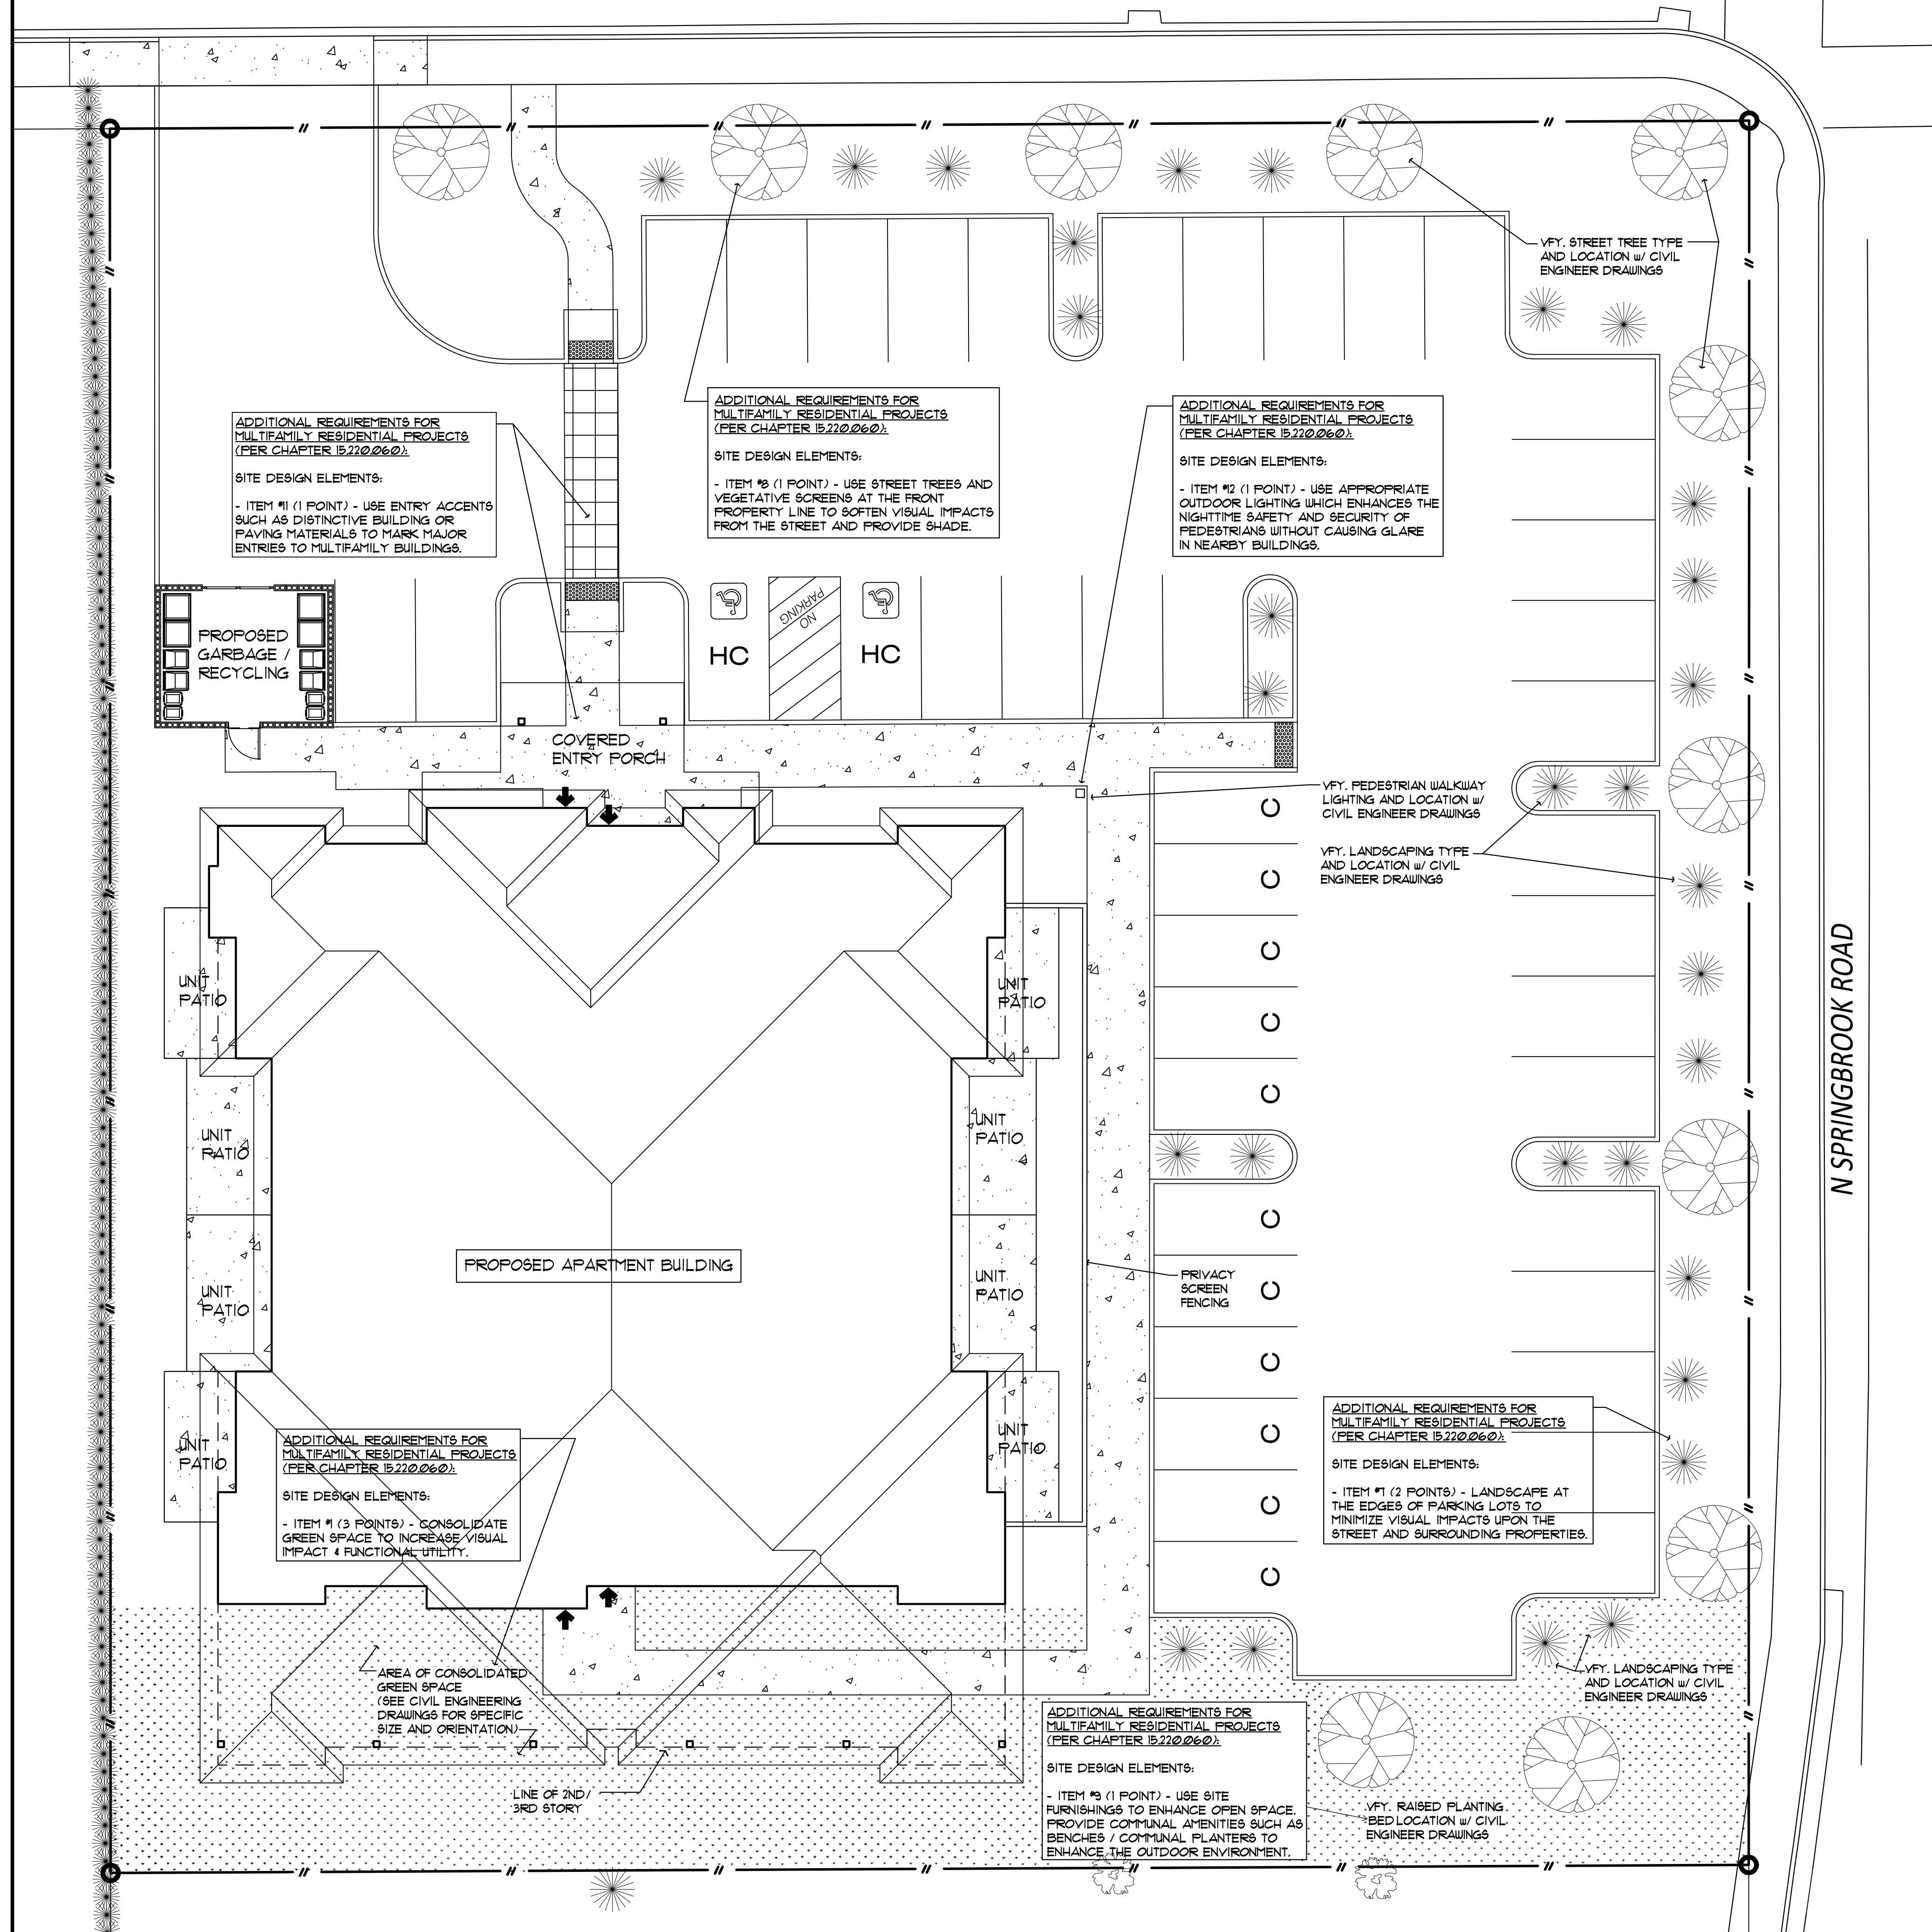 VFY. STREET TREE TYPE
AND LOCATION w/ CIVIL
ENGINEER DRAWINGS
ADDITIONAL REQUIREMENTS FOR
MULTIFAMILY RESIDENTIAL PROJECTS
(PER CHAPTER 15.220.060):
SITE DESIGN ELEMENTS:
- ITEM #11 (1 POINT) - USE ENTRY ACCENTS
SUCH AS DISTINCTIVE BUILDING OR
PAVING MATERIALS TO MARK MAJOR
ENTRIES TO MULTIFAMILY BUILDINGS.
ADDITIONAL REQUIREMENTS FOR
MULTIFAMILY RESIDENTIAL PROJECTS
(PER CHAPTER 15.220.060):
SITE DESIGN ELEMENTS:
- ITEM #8 (1 POINT) - USE STREET TREES AND
VEGETATIVE SCREENS AT THE FRONT
PROPERTY LINE TO SOFTEN VISUAL IMPACTS
FROM THE STREET AND PROVIDE SHADE.
ADDITIONAL REQUIREMENTS FOR
MULTIFAMILY RESIDENTIAL PROJECTS
(PER CHAPTER 15.220.060):
SITE DESIGN ELEMENTS:
- ITEM #12 (1 POINT) - USE APPROPRIATE
OUTDOOR LIGHTING WHICH ENHANCES THE
NIGHTTIME SAFETY AND SECURITY OF
PEDESTRIANS WITHOUT CAUSING GLARE
IN NEARBY BUILDINGS.
PROPOSED
GARBAGE /
RECYCLING
HC
NO
PARKING
HC
COVERED
ENTRY PORCH
VFY. PEDESTRIAN WALKWAY
LIGHTING AND LOCATION w/
CIVIL ENGINEER DRAWINGS
VFY. LANDSCAPING TYPE
AND LOCATION w/ CIVIL
ENGINEER DRAWINGS
C
C
C
C
C
C
C
C
C
C
C
N SPRINGBROOK ROAD
UNIT
PATIO
UNIT
PATIO
UNIT
PATIO
UNIT
PATIO
UNIT
PATIO
UNIT
PATIO
UNIT
PATIO
UNIT
PATIO
PROPOSED APARTMENT BUILDING
PRIVACY
SCREEN
FENCING
ADDITIONAL REQUIREMENTS FOR
MULTIFAMILY RESIDENTIAL PROJECTS
(PER CHAPTER 15.220.060):
SITE DESIGN ELEMENTS:
- ITEM #1 (3 POINTS) - CONSOLIDATE
GREEN SPACE TO INCREASE VISUAL
IMPACT & FUNCTIONAL UTILITY.
ADDITIONAL REQUIREMENTS FOR
MULTIFAMILY RESIDENTIAL PROJECTS
(PER CHAPTER 15.220.060):
SITE DESIGN ELEMENTS:
- ITEM #7 (2 POINTS) - LANDSCAPE AT
THE EDGES OF PARKING LOTS TO
MINIMIZE VISUAL IMPACTS UPON THE
STREET AND SURROUNDING PROPERTIES.
AREA OF CONSOLIDATED
GREEN SPACE
(SEE CIVIL ENGINEERING
DRAWINGS FOR SPECIFIC
SIZE AND ORIENTATION)
VFY. LANDSCAPING TYPE
AND LOCATION w/ CIVIL
ENGINEER DRAWINGS
LINE OF 2ND/
3RD STORY
ADDITIONAL REQUIREMENTS FOR
MULTIFAMILY RESIDENTIAL PROJECTS
(PER CHAPTER 15.220.060):
SITE DESIGN ELEMENTS:
- ITEM #9 (1 POINT) - USE SITE
FURNISHINGS TO ENHANCE OPEN SPACE.
PROVIDE COMMUNAL AMENITIES SUCH AS
BENCHES / COMMUNAL PLANTERS TO
ENHANCE THE OUTDOOR ENVIRONMENT.
VFY. RAISED PLANTING
BED LOCATION w/ CIVIL
ENGINEER DRAWINGS